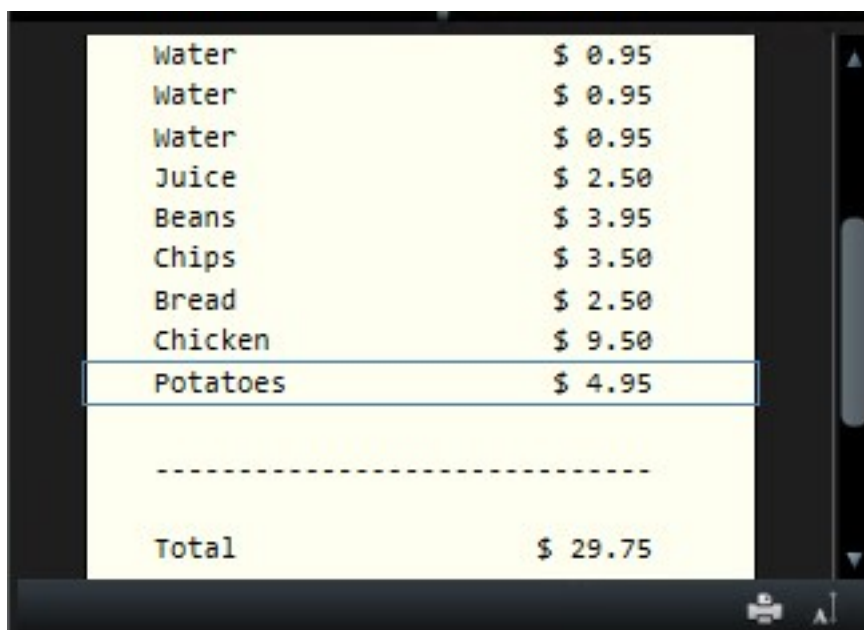 Water $ 0.95
Water $ 0.95
Water $ 0.95
Juice $ 2.50
Beans $ 3.95
Chips $ 3.50
Bread $ 2.50
Chicken $ 9.50
Potatoes $ 4.95
------------------------------
Total $ 29.75
A